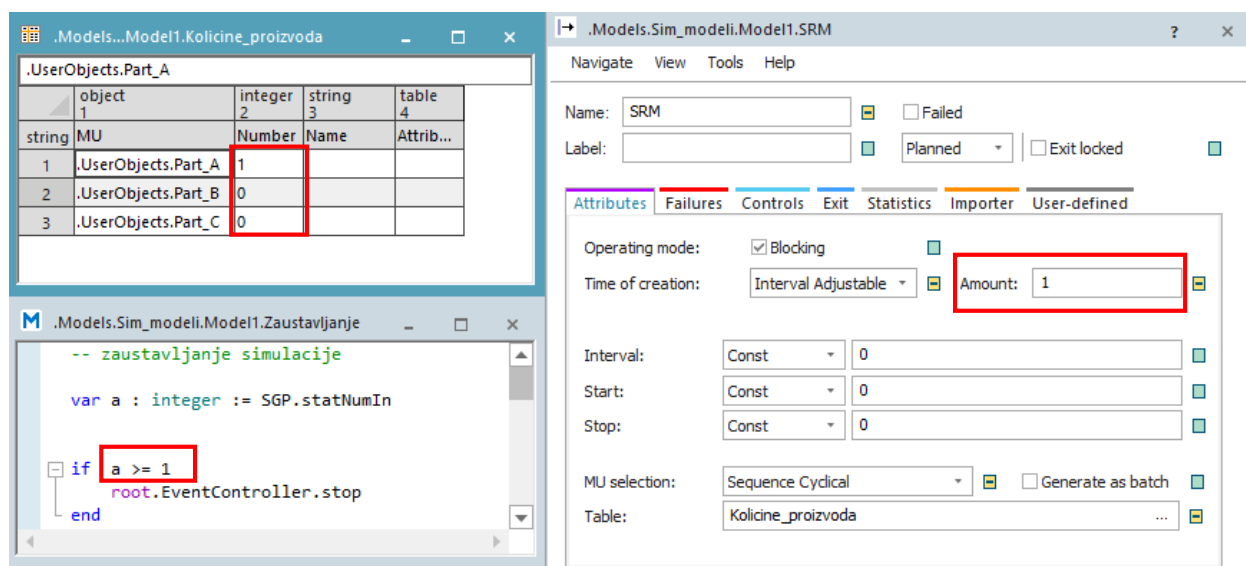 .Models...Model1.Kolicine_proizvoda
.UserObjects.Part_A
object integer string table
1 2 3 4
string MU Number Name Attrib...
1 .UserObjects.Part_A 1
2 .UserObjects.Part_B 0
3 .UserObjects.Part_C 0
M .Models.Sim_modeli.Model1.Zaustavljanje
-- zaustavljanje simulacije
var a : integer := SGP.statNumIn
if a >= 1
root.EventController.stop
end
.Models.Sim_modeli.Model1.SRM ?
Navigate View Tools Help
Name: SRM Failed
Label: Planned Exit locked
Attributes Failures Controls Exit Statistics Importer User-defined
Operating mode: Blocking
Time of creation: Interval Adjustable Amount: 1
Interval: Const 0
Start: Const 0
Stop: Const 0
MU selection: Sequence Cyclical Generate as batch
Table: Kolicine_proizvoda ...